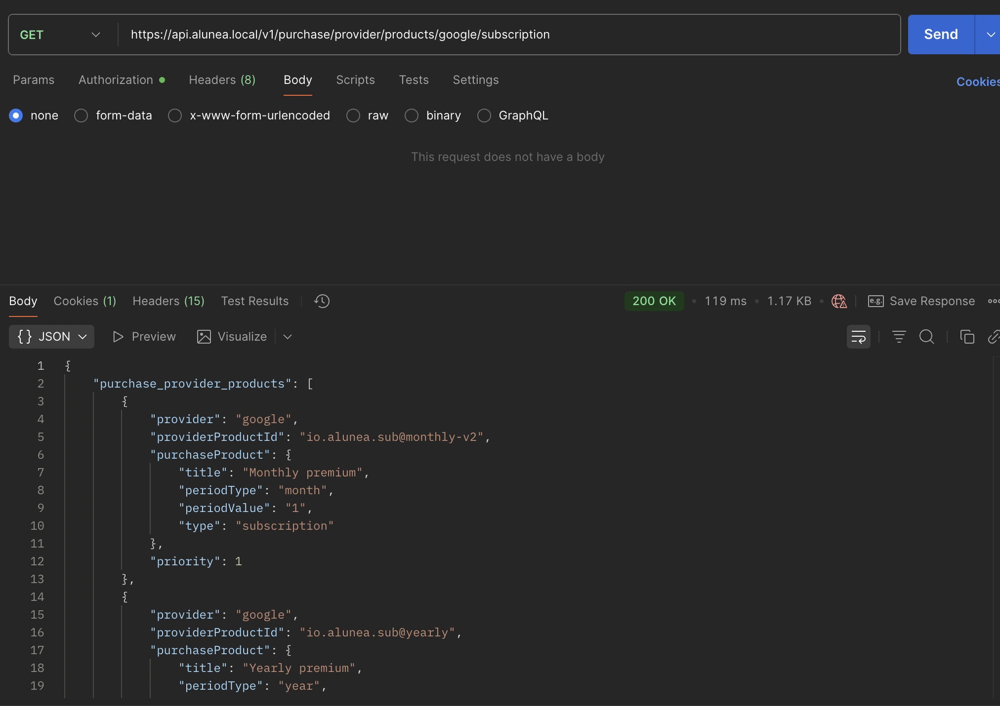 GET https://api.alunea.local/v1/purchase/provider/products/google/subscription Send
Params Authorization Headers (8) Body Scripts Tests Settings Cookies
none form-data x-www-form-urlencoded raw binary GraphQL
This request does not have a body
Body Cookies (1) Headers (15) Test Results 200 OK 119 ms 1.17 KB e.g. Save Response
{} JSON Preview Visualize
1 {
2 "purchase_provider_products": [
3 {
4 "provider": "google",
5 "providerProductId": "io.alunea.sub@monthly-v2",
6 "purchaseProduct": {
7 "title": "Monthly premium",
8 "periodType": "month",
9 "periodValue": "1",
10 "type": "subscription"
11 },
12 "priority": 1
13 },
14 {
15 "provider": "google",
16 "providerProductId": "io.alunea.sub@yearly",
17 "purchaseProduct": {
18 "title": "Yearly premium",
19 "periodType": "year",